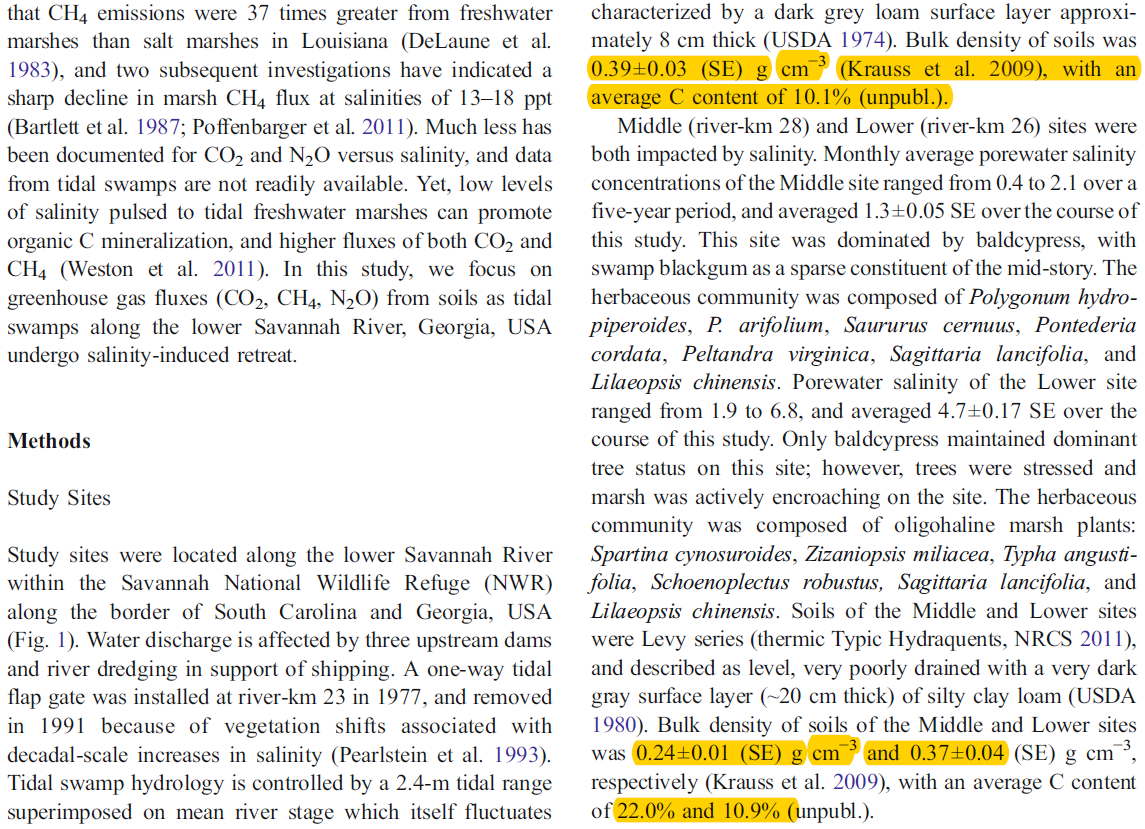 that CH₄ emissions were 37 times greater from freshwater
marshes than salt marshes in Louisiana (DeLaune et al.
1983), and two subsequent investigations have indicated a
sharp decline in marsh CH₄ flux at salinities of 13–18 ppt
(Bartlett et al. 1987; Poffenbarger et al. 2011). Much less has
been documented for CO₂ and N₂O versus salinity, and data
from tidal swamps are not readily available. Yet, low levels
of salinity pulsed to tidal freshwater marshes can promote
organic C mineralization, and higher fluxes of both CO₂ and
CH₄ (Weston et al. 2011). In this study, we focus on
greenhouse gas fluxes (CO₂, CH₄, N₂O) from soils as tidal
swamps along the lower Savannah River, Georgia, USA
undergo salinity-induced retreat.
Methods
Study Sites
Study sites were located along the lower Savannah River
within the Savannah National Wildlife Refuge (NWR)
along the border of South Carolina and Georgia, USA
(Fig. 1). Water discharge is affected by three upstream dams
and river dredging in support of shipping. A one-way tidal
flap gate was installed at river-km 23 in 1977, and removed
in 1991 because of vegetation shifts associated with
decadal-scale increases in salinity (Pearlstein et al. 1993).
Tidal swamp hydrology is controlled by a 2.4-m tidal range
superimposed on mean river stage which itself fluctuates
characterized by a dark grey loam surface layer approxi-
mately 8 cm thick (USDA 1974). Bulk density of soils was
0.39±0.03 (SE) g cm⁻³ (Krauss et al. 2009), with an
average C content of 10.1% (unpubl.).
Middle (river-km 28) and Lower (river-km 26) sites were
both impacted by salinity. Monthly average porewater salinity
concentrations of the Middle site ranged from 0.4 to 2.1 over a
five-year period, and averaged 1.3±0.05 SE over the course of
this study. This site was dominated by baldcypress, with
swamp blackgum as a sparse constituent of the mid-story. The
herbaceous community was composed of Polygonum hydro-
piperoides, P. arifolium, Saururus cernuus, Pontederia
cordata, Peltandra virginica, Sagittaria lancifolia, and
Lilaeopsis chinensis. Porewater salinity of the Lower site
ranged from 1.9 to 6.8, and averaged 4.7±0.17 SE over the
course of this study. Only baldcypress maintained dominant
tree status on this site; however, trees were stressed and
marsh was actively encroaching on the site. The herbaceous
community was composed of oligohaline marsh plants:
Spartina cynosuroides, Zizaniopsis miliacea, Typha angusti-
folia, Schoenoplectus robustus, Sagittaria lancifolia, and
Lilaeopsis chinensis. Soils of the Middle and Lower sites
were Levy series (thermic Typic Hydraquents, NRCS 2011),
and described as level, very poorly drained with a very dark
gray surface layer (~20 cm thick) of silty clay loam (USDA
1980). Bulk density of soils of the Middle and Lower sites
was 0.24±0.01 (SE) g cm⁻³ and 0.37±0.04 (SE) g cm⁻³,
respectively (Krauss et al. 2009), with an average C content
of 22.0% and 10.9% (unpubl.).